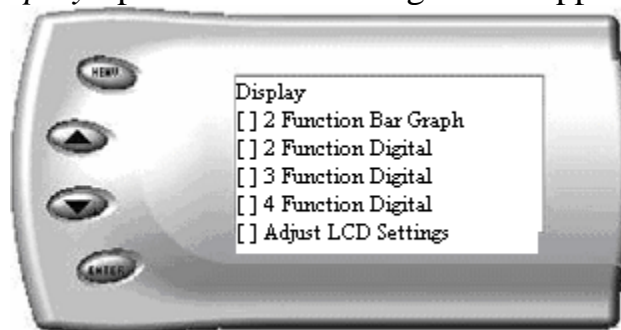 MENU
Display
[ ] 2 Function Bar Graph
[ ] 2 Function Digital
[ ] 3 Function Digital
[ ] 4 Function Digital
[ ] Adjust LCD Settings
ENTER